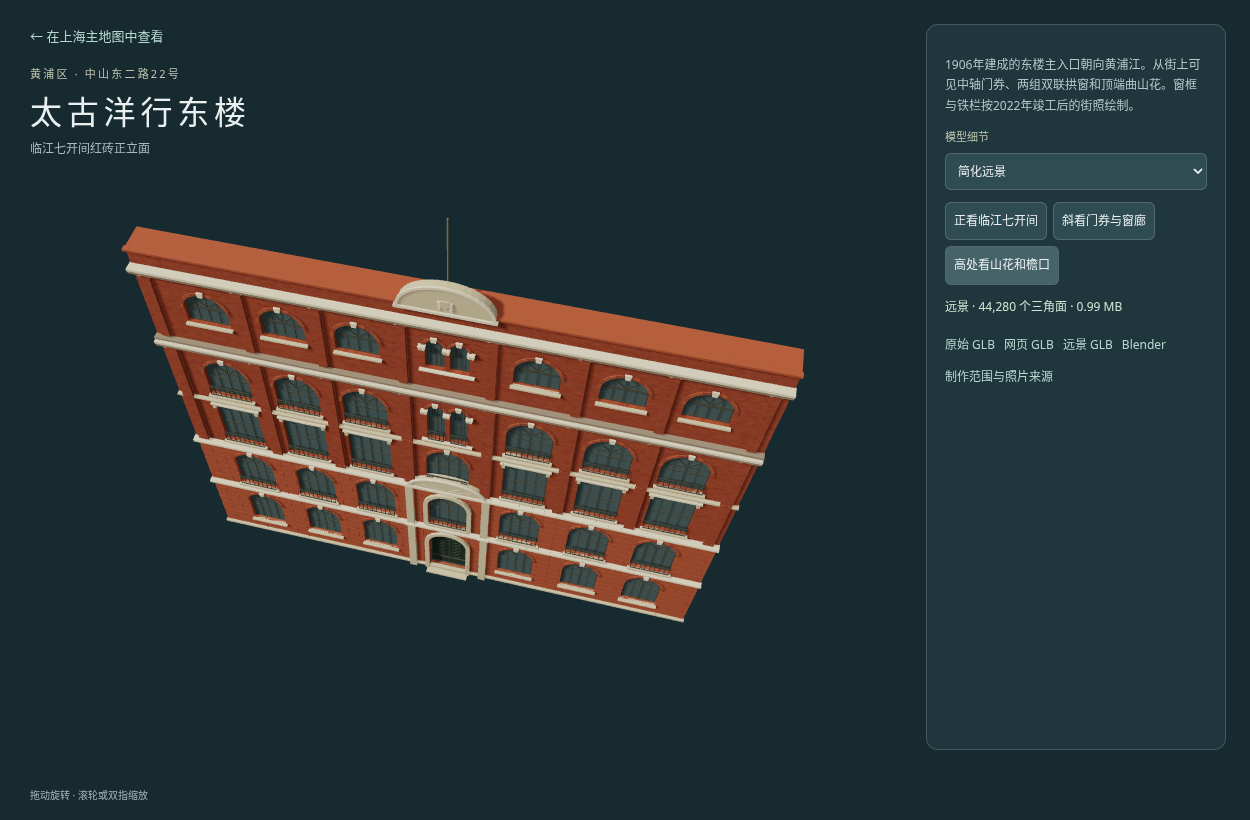 ← 在上海主地图中查看
黄浦区 · 中山东二路22号
太古洋行东楼
临江七开间红砖正立面
1906年建成的东楼主入口朝向黄浦江。从街上可
见中轴门券、两组双联拱窗和顶端曲山花。窗框
与铁栏按2022年竣工后的街照绘制。
模型细节
简化远景
正看临江七开间 斜看门券与窗廊
高处看山花和檐口
远景 · 44,280 个三角面 · 0.99 MB
原始 GLB 网页 GLB 远景 GLB Blender
制作范围与照片来源
拖动旋转 · 滚轮或双指缩放